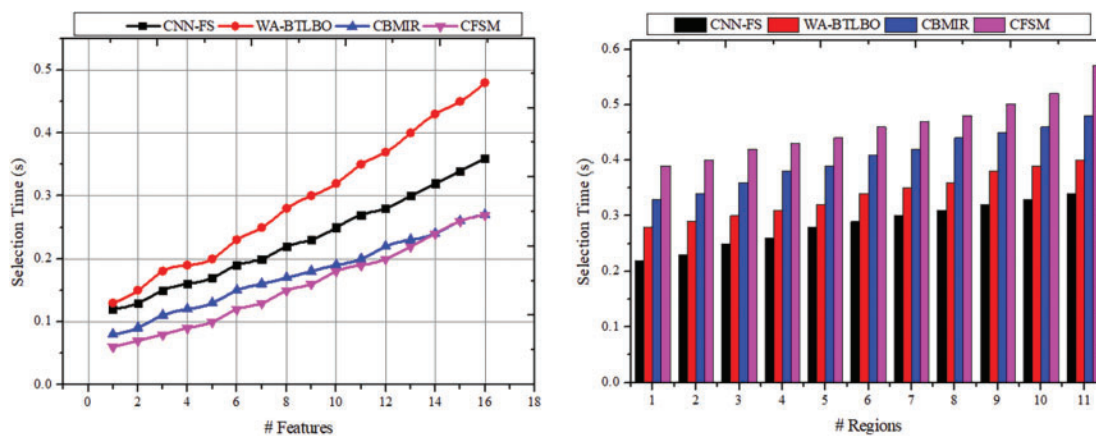 CNN-FS WA-BTLBO CBMIR CFSM
0.5
0.4
0.3
0.2
0.1
0.0
Selection Time (s)
0 2 4 6 8 10 12 14 16 18
# Features
CNN-FS WA-BTLBO CBMIR CFSM
0.6
0.5
0.4
0.3
0.2
0.1
0.0
Selection Time (s)
1 2 3 4 5 6 7 8 9 10 11
# Regions